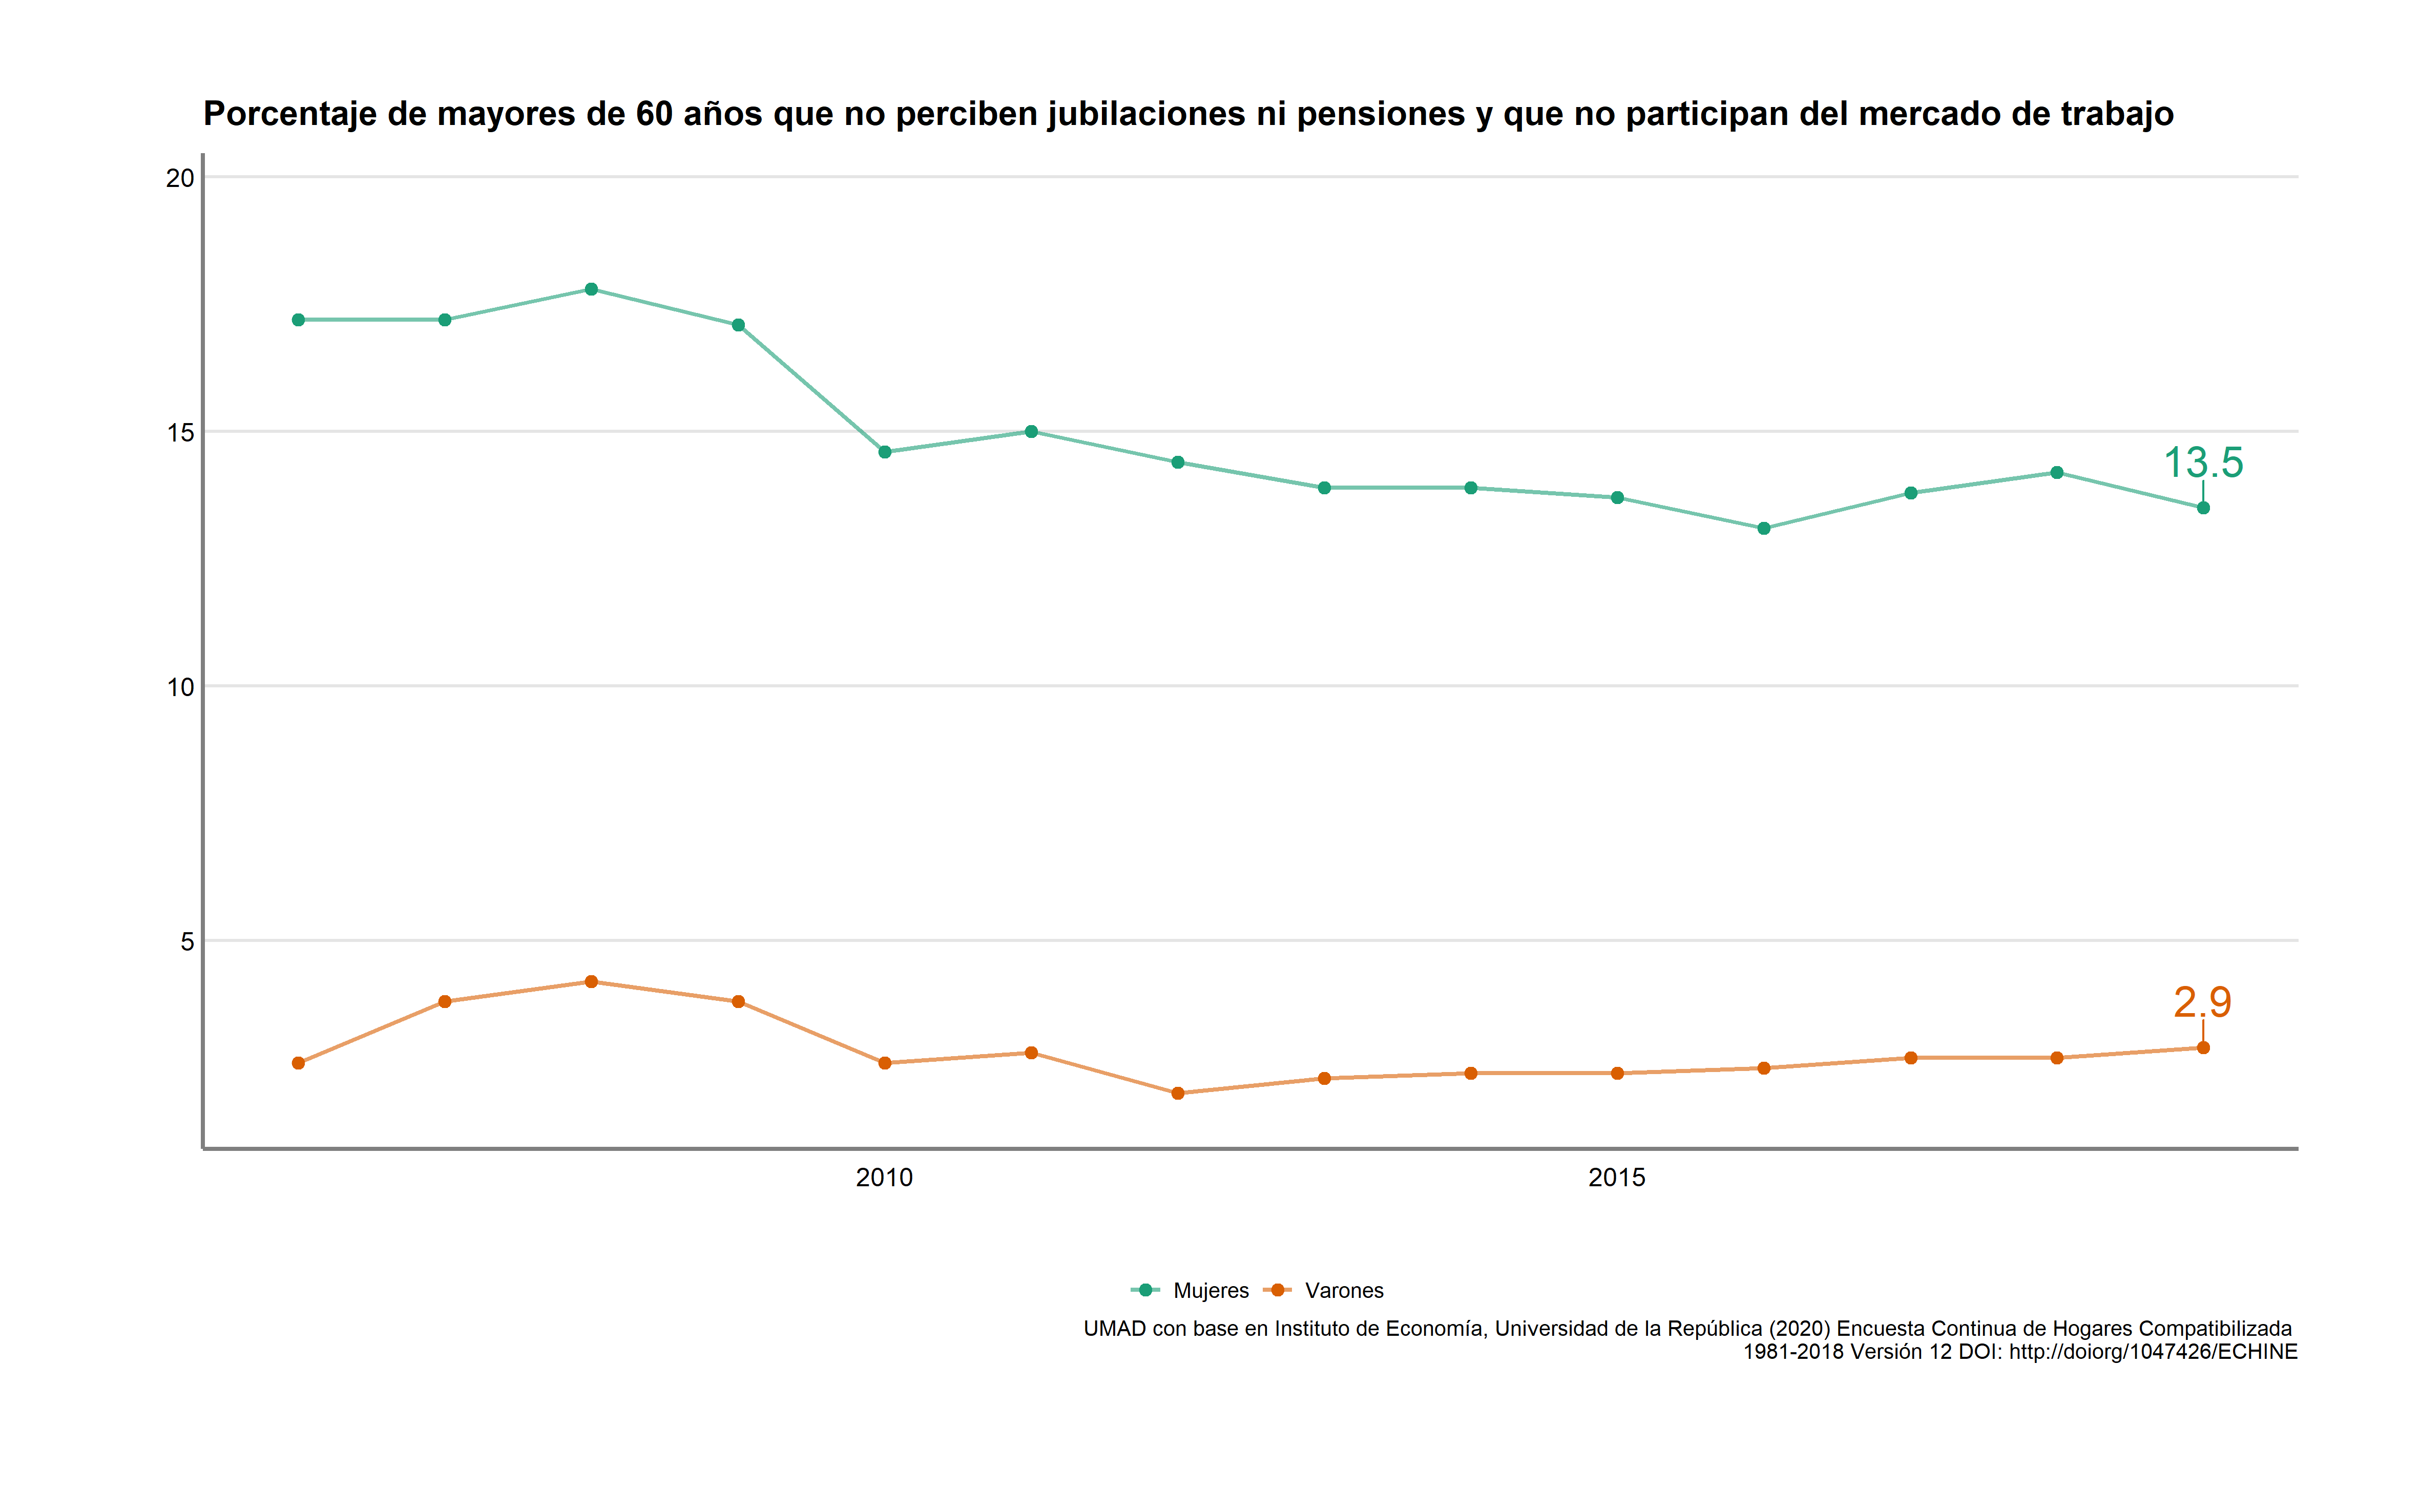 Porcentaje de mayores de 60 años que no perciben jubilaciones ni pensiones y que no participan del mercado de trabajo
20
15
13.5
10
5
2.9
2010 2015
Mujeres Varones
UMAD con base en Instituto de Economía, Universidad de la República (2020) Encuesta Continua de Hogares Compatibilizada
1981-2018 Versión 12 DOI: http://doiorg/1047426/ECHINE